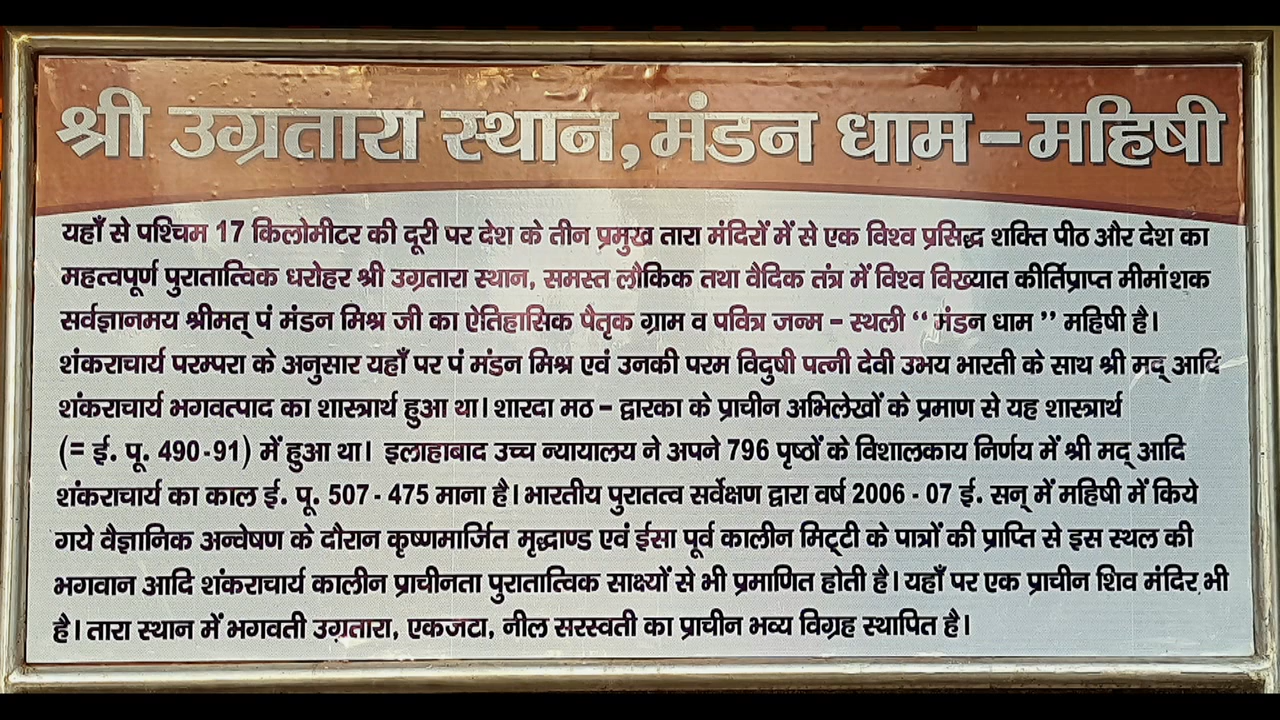 श्री उग्रतारा स्थान, मंडन धाम – महिषी
यहाँ से पश्चिम 17 किलोमीटर की दूरी पर देश के तीन प्रमुख तारा मंदिरों में से एक विश्व प्रसिद्ध शक्ति पीठ और देश का
महत्वपूर्ण पुरातात्विक धरोहर श्री उग्रतारा स्थान, समस्त लौकिक तथा वैदिक तंत्र में विश्व विख्यात कीर्तिप्राप्त मीमांशक
सर्वज्ञानमय श्रीमत् पं मंडन मिश्र जी का ऐतिहासिक पैतृक ग्राम व पवित्र जन्म – स्थली “ मंडन धाम ” महिषी है।
शंकराचार्य परम्परा के अनुसार यहाँ पर पं मंडन मिश्र एवं उनकी परम विदुषी पत्नी देवी उभय भारती के साथ श्री मद् आदि
शंकराचार्य भगवत्पाद का शास्त्रार्थ हुआ था। शारदा मठ – द्वारका के प्राचीन अभिलेखों के प्रमाण से यह शास्त्रार्थ
(= ई. पू. 490-91) में हुआ था। इलाहाबाद उच्च न्यायालय ने अपने 796 पृष्ठों के विशालकाय निर्णय में श्री मद् आदि
शंकराचार्य का काल ई. पू. 507 - 475 माना है। भारतीय पुरातत्व सर्वेक्षण द्वारा वर्ष 2006 - 07 ई. सन् में महिषी में किये
गये वैज्ञानिक अन्वेषण के दौरान कृष्णमार्जित मृद्धाण्ड एवं ईसा पूर्व कालीन मिट्टी के पात्रों की प्राप्ति से इस स्थल की
भगवान आदि शंकराचार्य कालीन प्राचीनता पुरातात्विक साक्ष्यों से भी प्रमाणित होती है। यहाँ पर एक प्राचीन शिव मंदिर भी
है। तारा स्थान में भगवती उग्रतारा, एकजटा, नील सरस्वती का प्राचीन भव्य विग्रह स्थापित है।